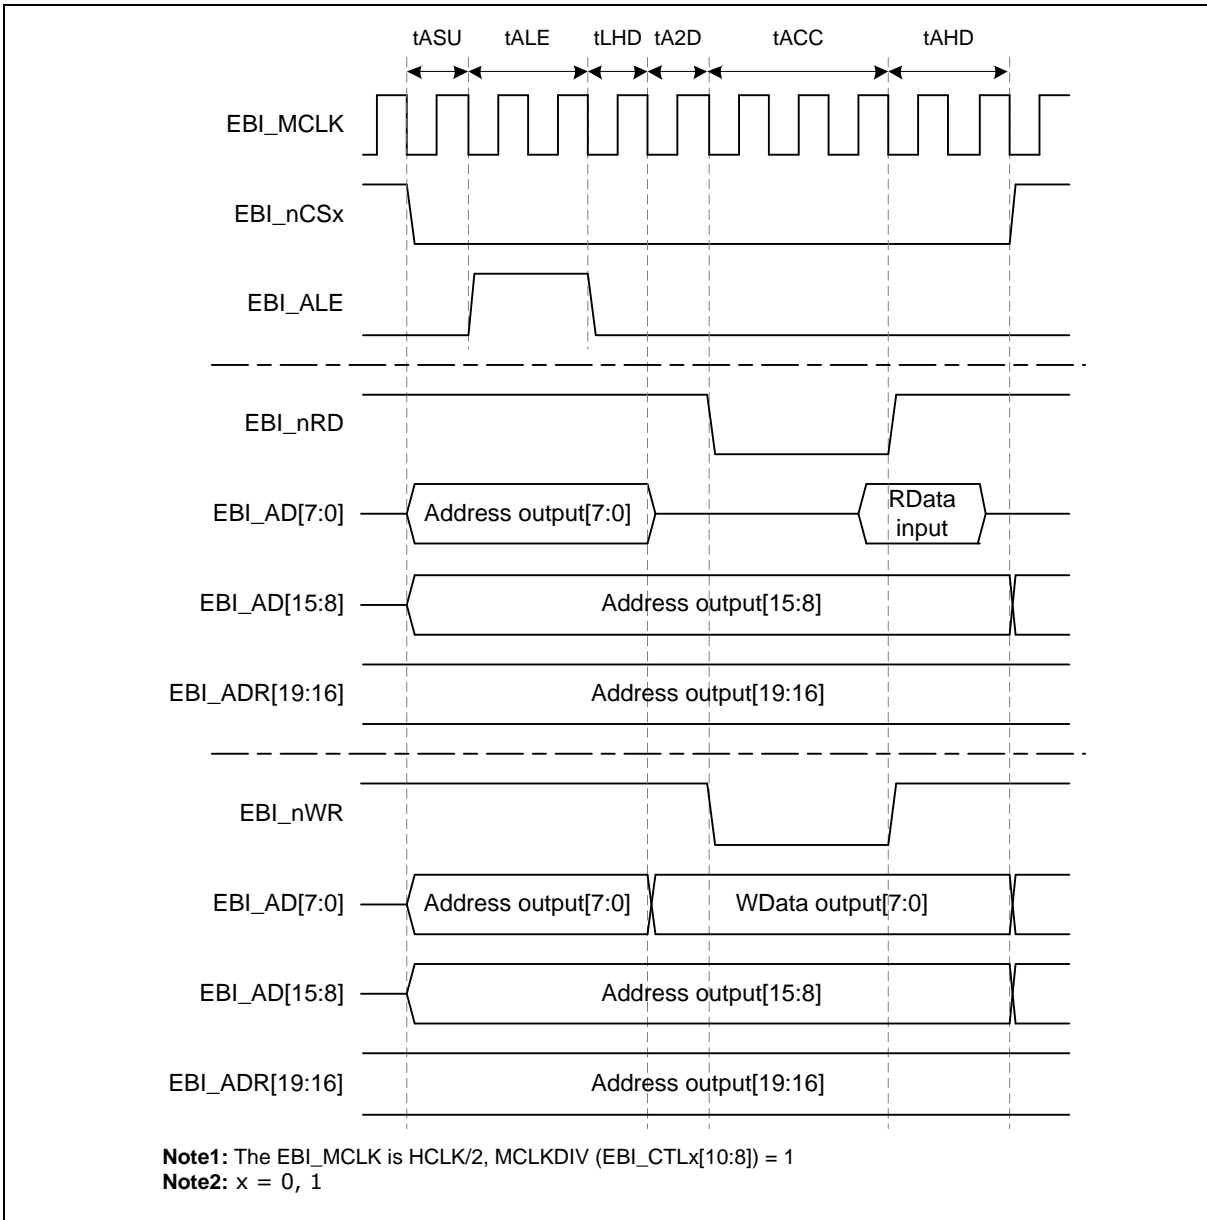 tASU tALE tLHD tA2D tACC tAHD
EBI_MCLK
EBI_nCSx
EBI_ALE
EBI_nRD
EBI_AD[7:0] Address output[7:0] RData
input
EBI_AD[15:8] Address output[15:8]
EBI_ADR[19:16] Address output[19:16]
EBI_nWR
EBI_AD[7:0] Address output[7:0] WData output[7:0]
EBI_AD[15:8] Address output[15:8]
EBI_ADR[19:16] Address output[19:16]
Note1: The EBI_MCLK is HCLK/2, MCLKDIV (EBI_CTLx[10:8]) = 1
Note2: x = 0, 1